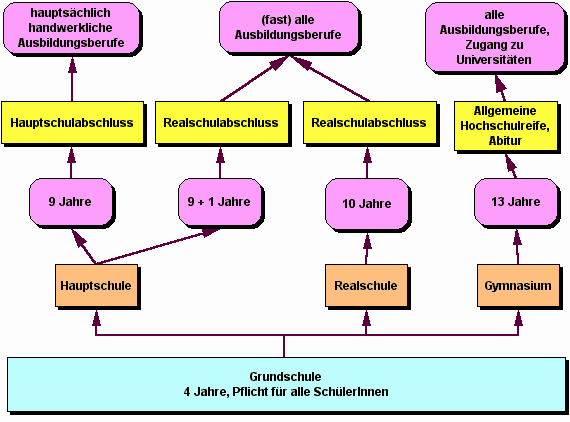 hauptsächlich
handwerkliche
Ausbildungsberufe
(fast) alle
Ausbildungsberufe
alle
Ausbildungsberufe,
Zugang zu
Universitäten
Hauptschulabschluss
Realschulabschluss
Realschulabschluss
Allgemeine
Hochschulreife,
Abitur
9 Jahre
9 + 1 Jahre
10 Jahre
13 Jahre
Hauptschule
Realschule
Gymnasium
Grundschule
4 Jahre, Pflicht für alle SchülerInnen